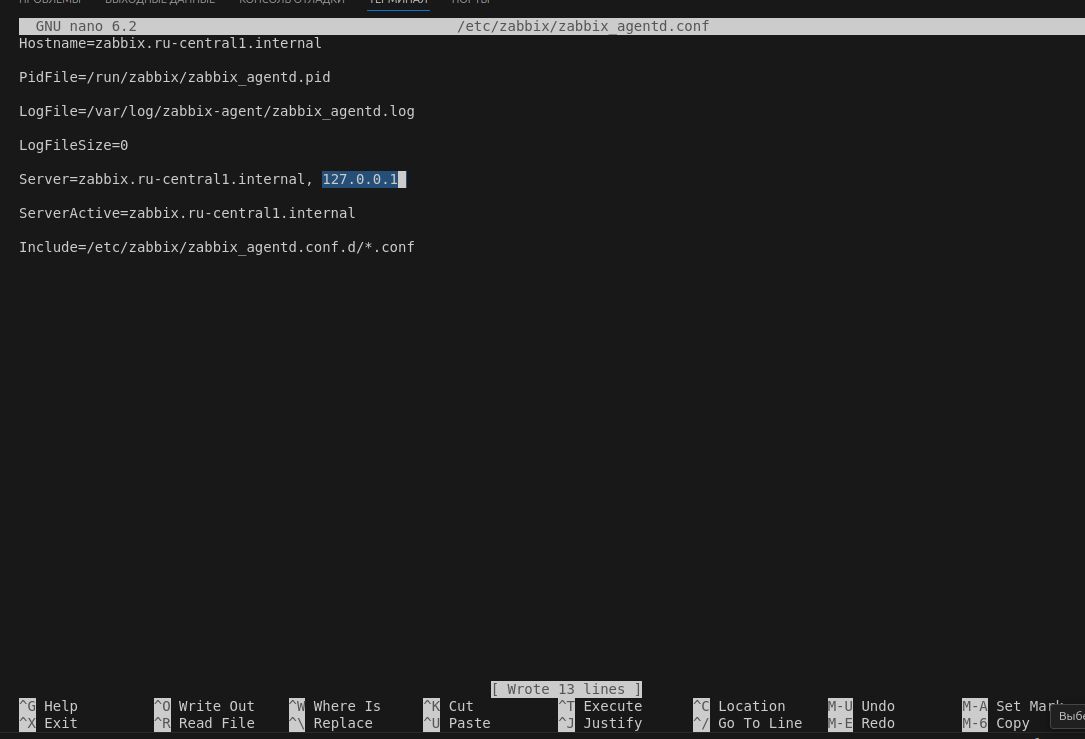 ПРОБЛЕМЫ ВЫХОДНЫЕ ДАННЫЕ КОНСОЛЬ ОТЛАДКИ ТЕРМИНАЛ ПОРТЫ
GNU nano 6.2 /etc/zabbix/zabbix_agentd.conf
Hostname=zabbix.ru-central1.internal
PidFile=/run/zabbix/zabbix_agentd.pid
LogFile=/var/log/zabbix-agent/zabbix_agentd.log
LogFileSize=0
Server=zabbix.ru-central1.internal, 127.0.0.1
ServerActive=zabbix.ru-central1.internal
Include=/etc/zabbix/zabbix_agentd.conf.d/*.conf
[ Wrote 13 lines ]
^G Help ^O Write Out ^W Where Is ^K Cut ^T Execute ^C Location M-U Undo M-A Set Mark
^X Exit ^R Read File ^\ Replace ^U Paste ^J Justify ^/ Go To Line M-E Redo M-6 Copy